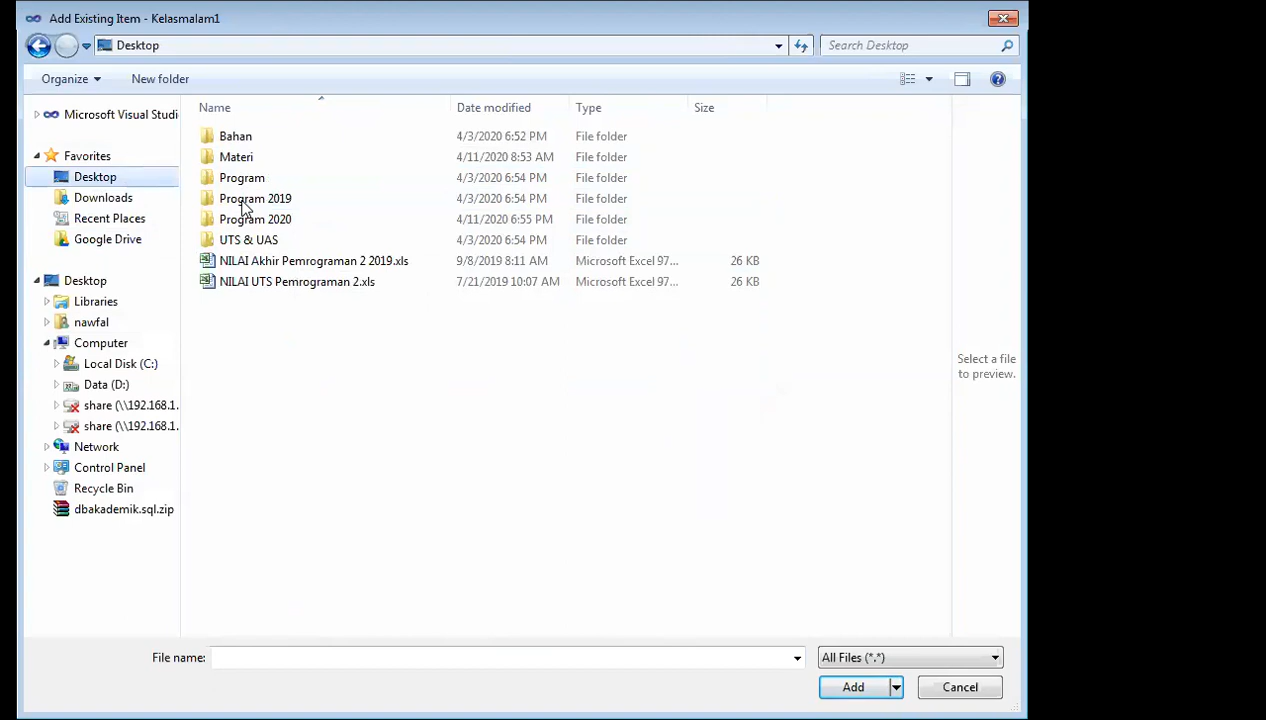 Add Existing Item - Kelasmalam1
Desktop
Search Desktop
Organize
New folder
Name
Date modified
Type
Size
Microsoft Visual Studi
Favorites
Desktop
Downloads
Recent Places
Google Drive
Desktop
Libraries
nawfal
Computer
Local Disk (C:)
Data (D:)
share (\\192.168.1.
share (\\192.168.1.
Network
Control Panel
Recycle Bin
dbakademik.sql.zip
Bahan 4/3/2020 6:52 PM File folder
Materi 4/11/2020 8:53 AM File folder
Program 4/3/2020 6:54 PM File folder
Program 2019 4/3/2020 6:54 PM File folder
Program 2020 4/11/2020 6:55 PM File folder
UTS & UAS 4/3/2020 6:54 PM File folder
NILAI Akhir Pemrograman 2 2019.xls 9/8/2019 8:11 AM Microsoft Excel 97... 26 KB
NILAI UTS Pemrograman 2.xls 7/21/2019 10:07 AM Microsoft Excel 97... 26 KB
Select a file
to preview.
File name:
All Files (*.*)
Add
Cancel